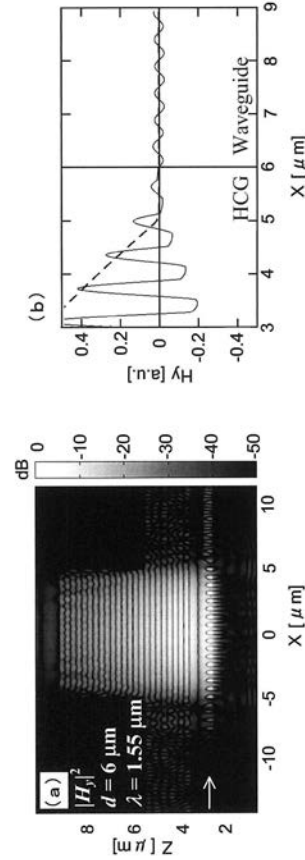 (a)
|Hy|²
d = 6 μm
λ = 1.55 μm
Z [ μm ]
8
6
4
2
-10
-5
0
5
10
X [ μm ]
dB
0
-10
-20
-30
-40
-50
(b)
Hy [a.u.]
0.4
0.2
0
-0.2
-0.4
HCG
Waveguide
3
4
5
6
7
8
9
X [ μm ]